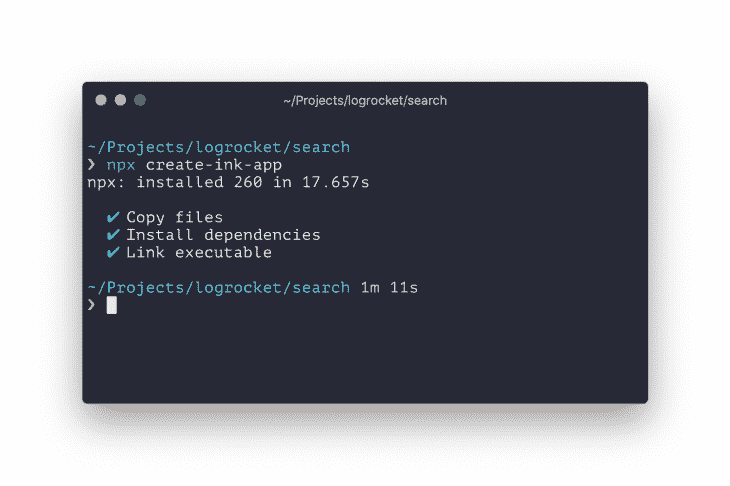 ~/Projects/logrocket/search
~/Projects/logrocket/search
❯ npx create-ink-app
npx: installed 260 in 17.657s
✔ Copy files
✔ Install dependencies
✔ Link executable
~/Projects/logrocket/search 1m 11s
❯